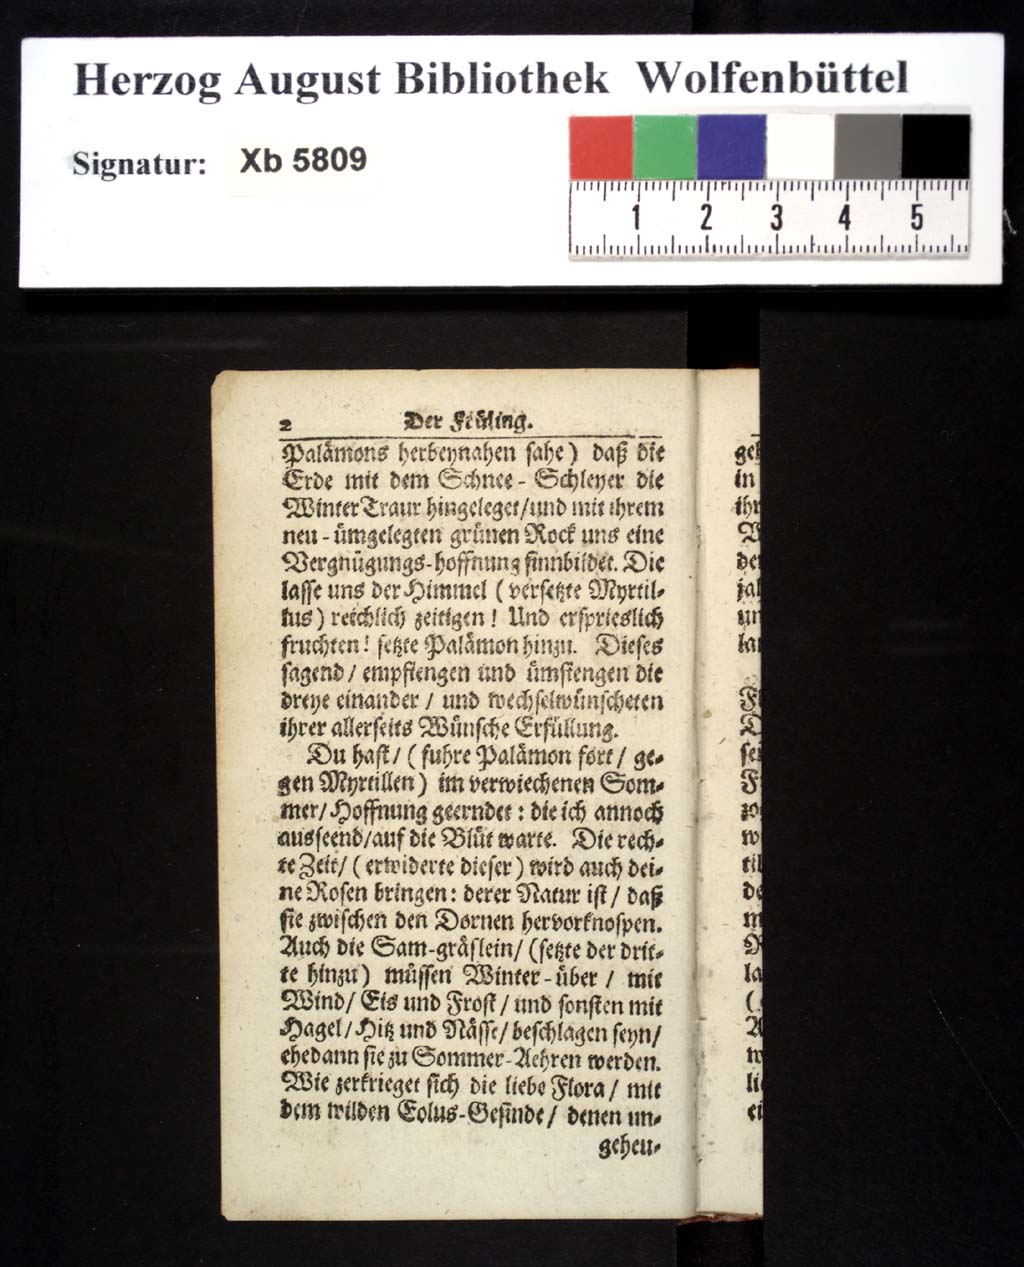 Herzog August Bibliothek Wolfenbüttel
Signatur: Xb 5809
1 2 3 4 5
2 Der Früling.
Palämons herbeynahen sahe) daß die
Erde mit dem Schnee-Schleyer die
WinterTraur hingeleget/und mit ihrem
neu-ümgelegten grünen Rock uns eine
Vergnügungs-hoffnung sinnbildet. Die
lasse uns der Himmel (versetzte Myrtil-
lus) reichlich zeitigen! Und ersprieslich
fruchten! setzte Palämon hinzu. Dieses
sagend/ empfiengen und ümfiengen die
dreye einander/ und wechselwünscheten
ihrer allerseits Wünsche Erfüllung.
Du hast/ (fuhre Palämon fort/ ge-
gen Myrtillen) im verwiechenen Som-
mer/ Hoffnung geerndet: die ich annoch
ausseend/auf die Blüt warte. Die rech-
te Zeit/ (erwiderte dieser) wird auch dei-
ne Rosen bringen: derer Natur ist/ daß
sie zwischen den Dornen hervorknospen.
Auch die Sam-gräslein/ (setzte der drit-
te hinzu) müssen Winter-über/ mit
Wind/ Eis und Frost/ und sonsten mit
Hagel/ Hitz und Nässe/ beschlagen seyn/
ehedann sie zu Sommer-Aehren werden.
Wie zerkrieget sich die liebe Flora/ mit
dem wilden Eolus-Gesinde/ denen un-
geheu-